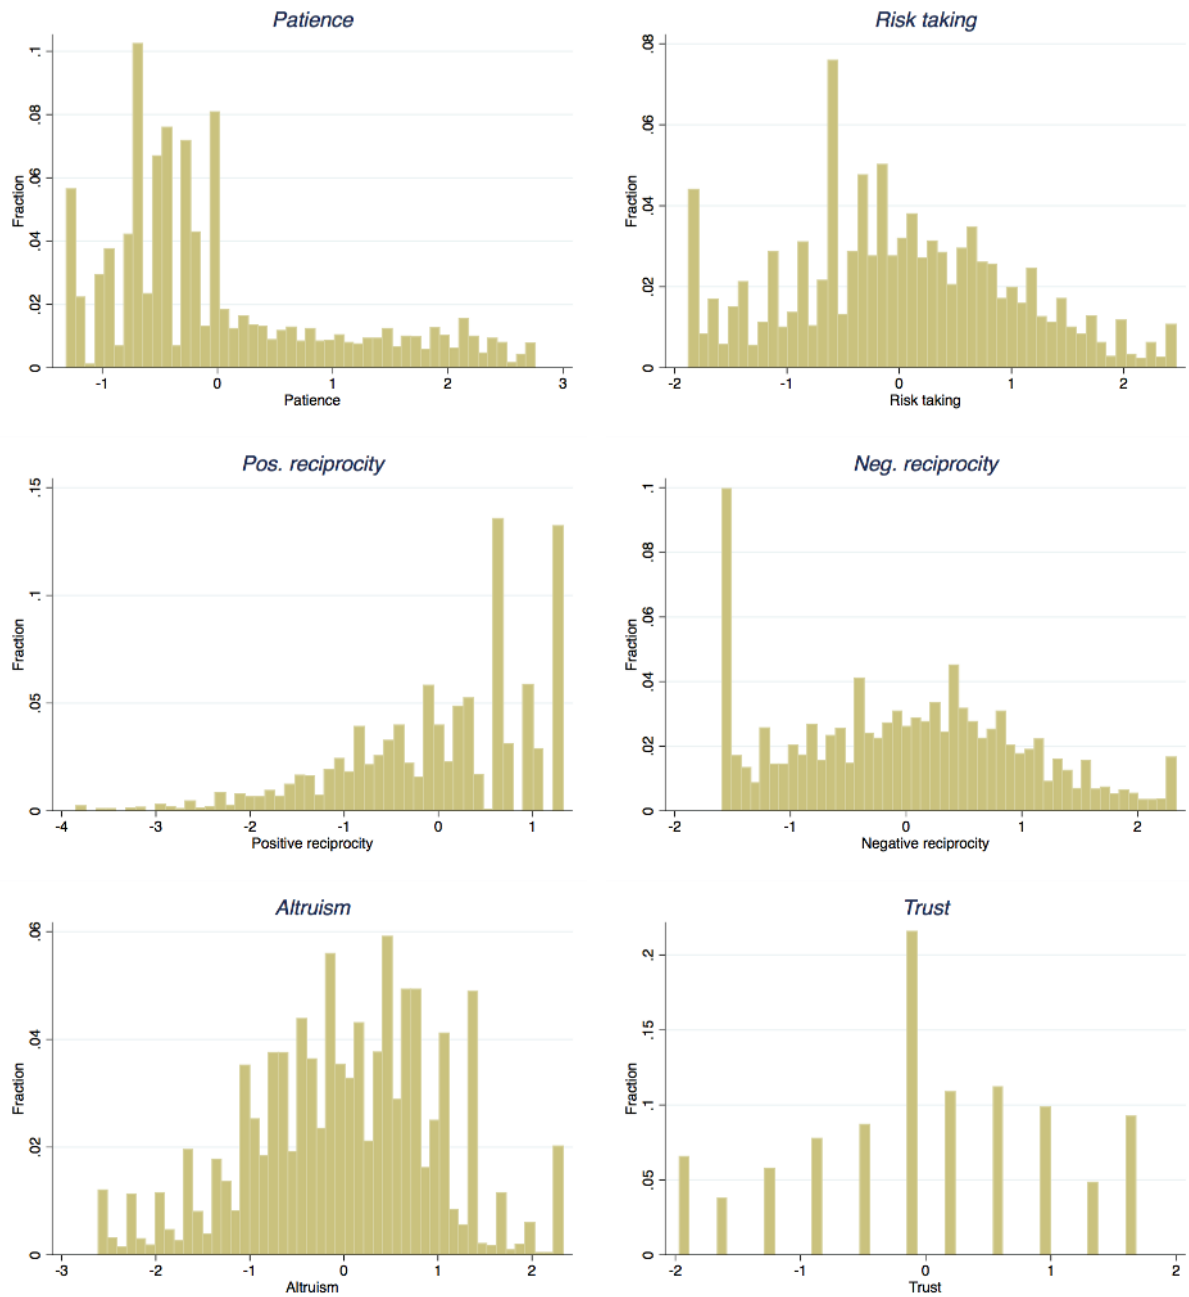 Patience
Risk taking
Fraction
0 .02 .04 .06 .08 .1
-1 0 1 2 3
Patience
Fraction
0 .02 .04 .06 .08
-2 -1 0 1 2
Risk taking
Pos. reciprocity
Neg. reciprocity
Fraction
0 .05 .1 .15
-4 -3 -2 -1 0 1
Positive reciprocity
Fraction
0 .02 .04 .06 .08 .1
-2 -1 0 1 2
Negative reciprocity
Altruism
Trust
Fraction
0 .02 .04 .06
-3 -2 -1 0 1 2
Altruism
Fraction
0 .05 .1 .15 .2
-2 -1 0 1 2
Trust